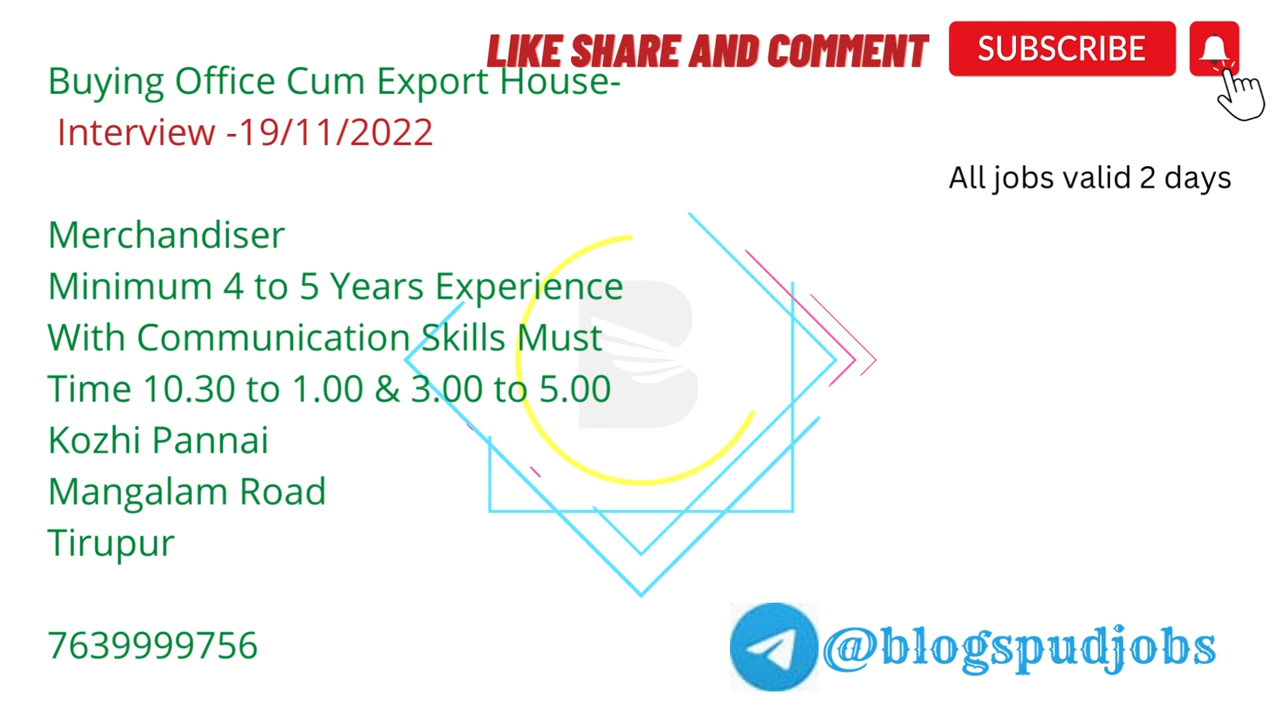 LIKE SHARE AND COMMENT
SUBSCRIBE
Buying Office Cum Export House-
Interview -19/11/2022
All jobs valid 2 days
Merchandiser
Minimum 4 to 5 Years Experience
With Communication Skills Must
Time 10.30 to 1.00 & 3.00 to 5.00
Kozhi Pannai
Mangalam Road
Tirupur
7639999756
@blogspudjobs